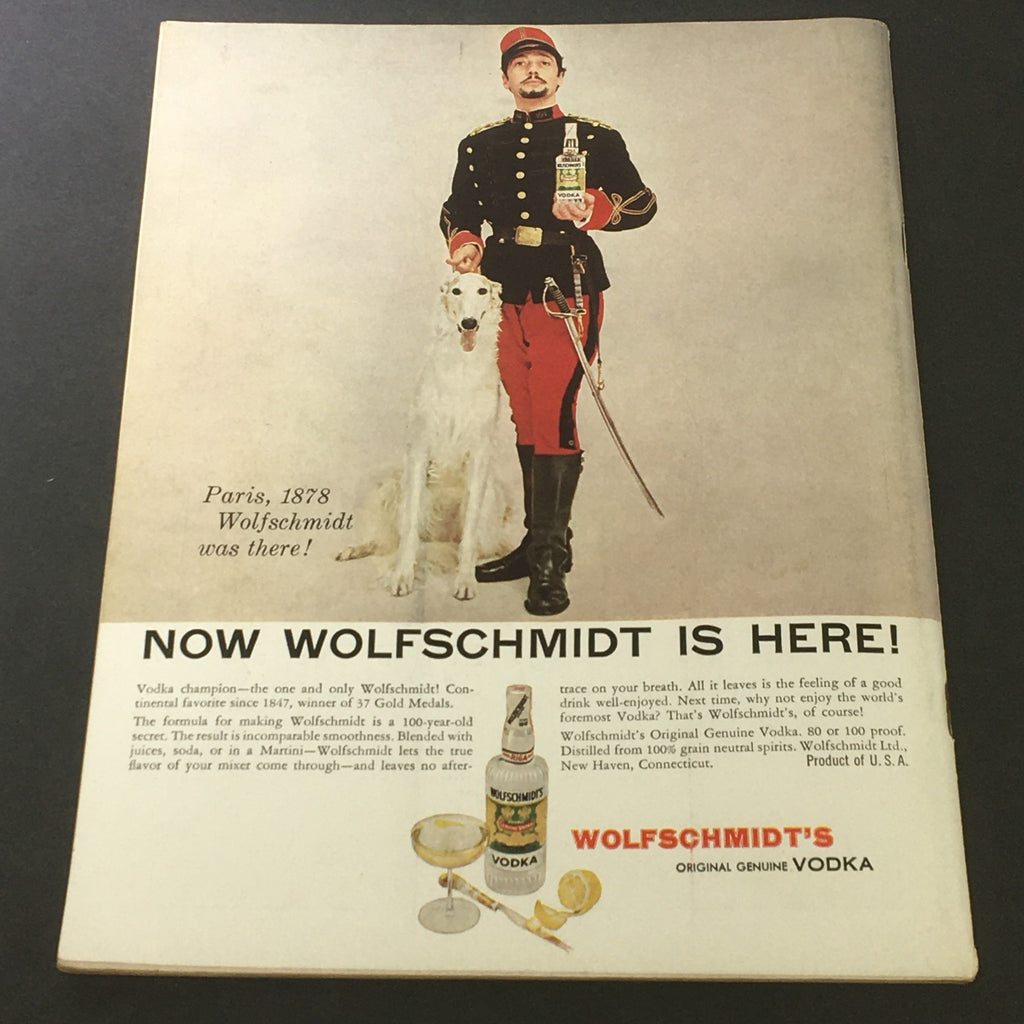 WOLFSCHMIDT'S
VODKA
Paris, 1878
Wolfschmidt
was there!
NOW WOLFSCHMIDT IS HERE!
Vodka champion—the one and only Wolfschmidt! Con-
tinental favorite since 1847, winner of 37 Gold Medals.
The formula for making Wolfschmidt is a 100-year-old
secret. The result is incomparable smoothness. Blended with
juices, soda, or in a Martini—Wolfschmidt lets the true
flavor of your mixer come through—and leaves no after-
trace on your breath. All it leaves is the feeling of a good
drink well-enjoyed. Next time, why not enjoy the world's
foremost Vodka? That's Wolfschmidt's, of course!
Wolfschmidt's Original Genuine Vodka. 80 or 100 proof.
Distilled from 100% grain neutral spirits. Wolfschmidt Ltd.,
New Haven, Connecticut. Product of U. S. A.
RIGA
WOLFSCHMIDT'S
VODKA
WOLFSCHMIDT'S
ORIGINAL GENUINE VODKA